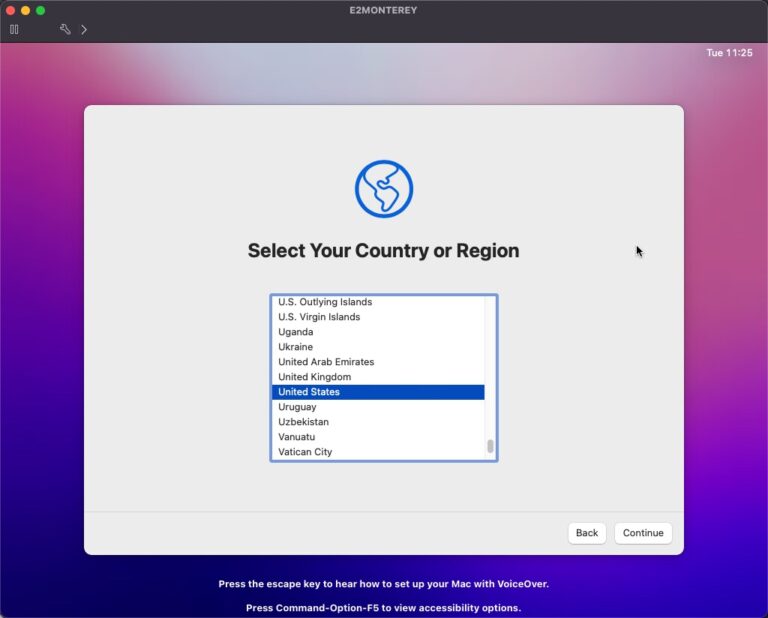 E2MONTEREY
Tue 11:25
Select Your Country or Region
U.S. Outlying Islands
U.S. Virgin Islands
Uganda
Ukraine
United Arab Emirates
United Kingdom
United States
Uruguay
Uzbekistan
Vanuatu
Vatican City
Back
Continue
Press the escape key to hear how to set up your Mac with VoiceOver.
Press Command-Option-F5 to view accessibility options.